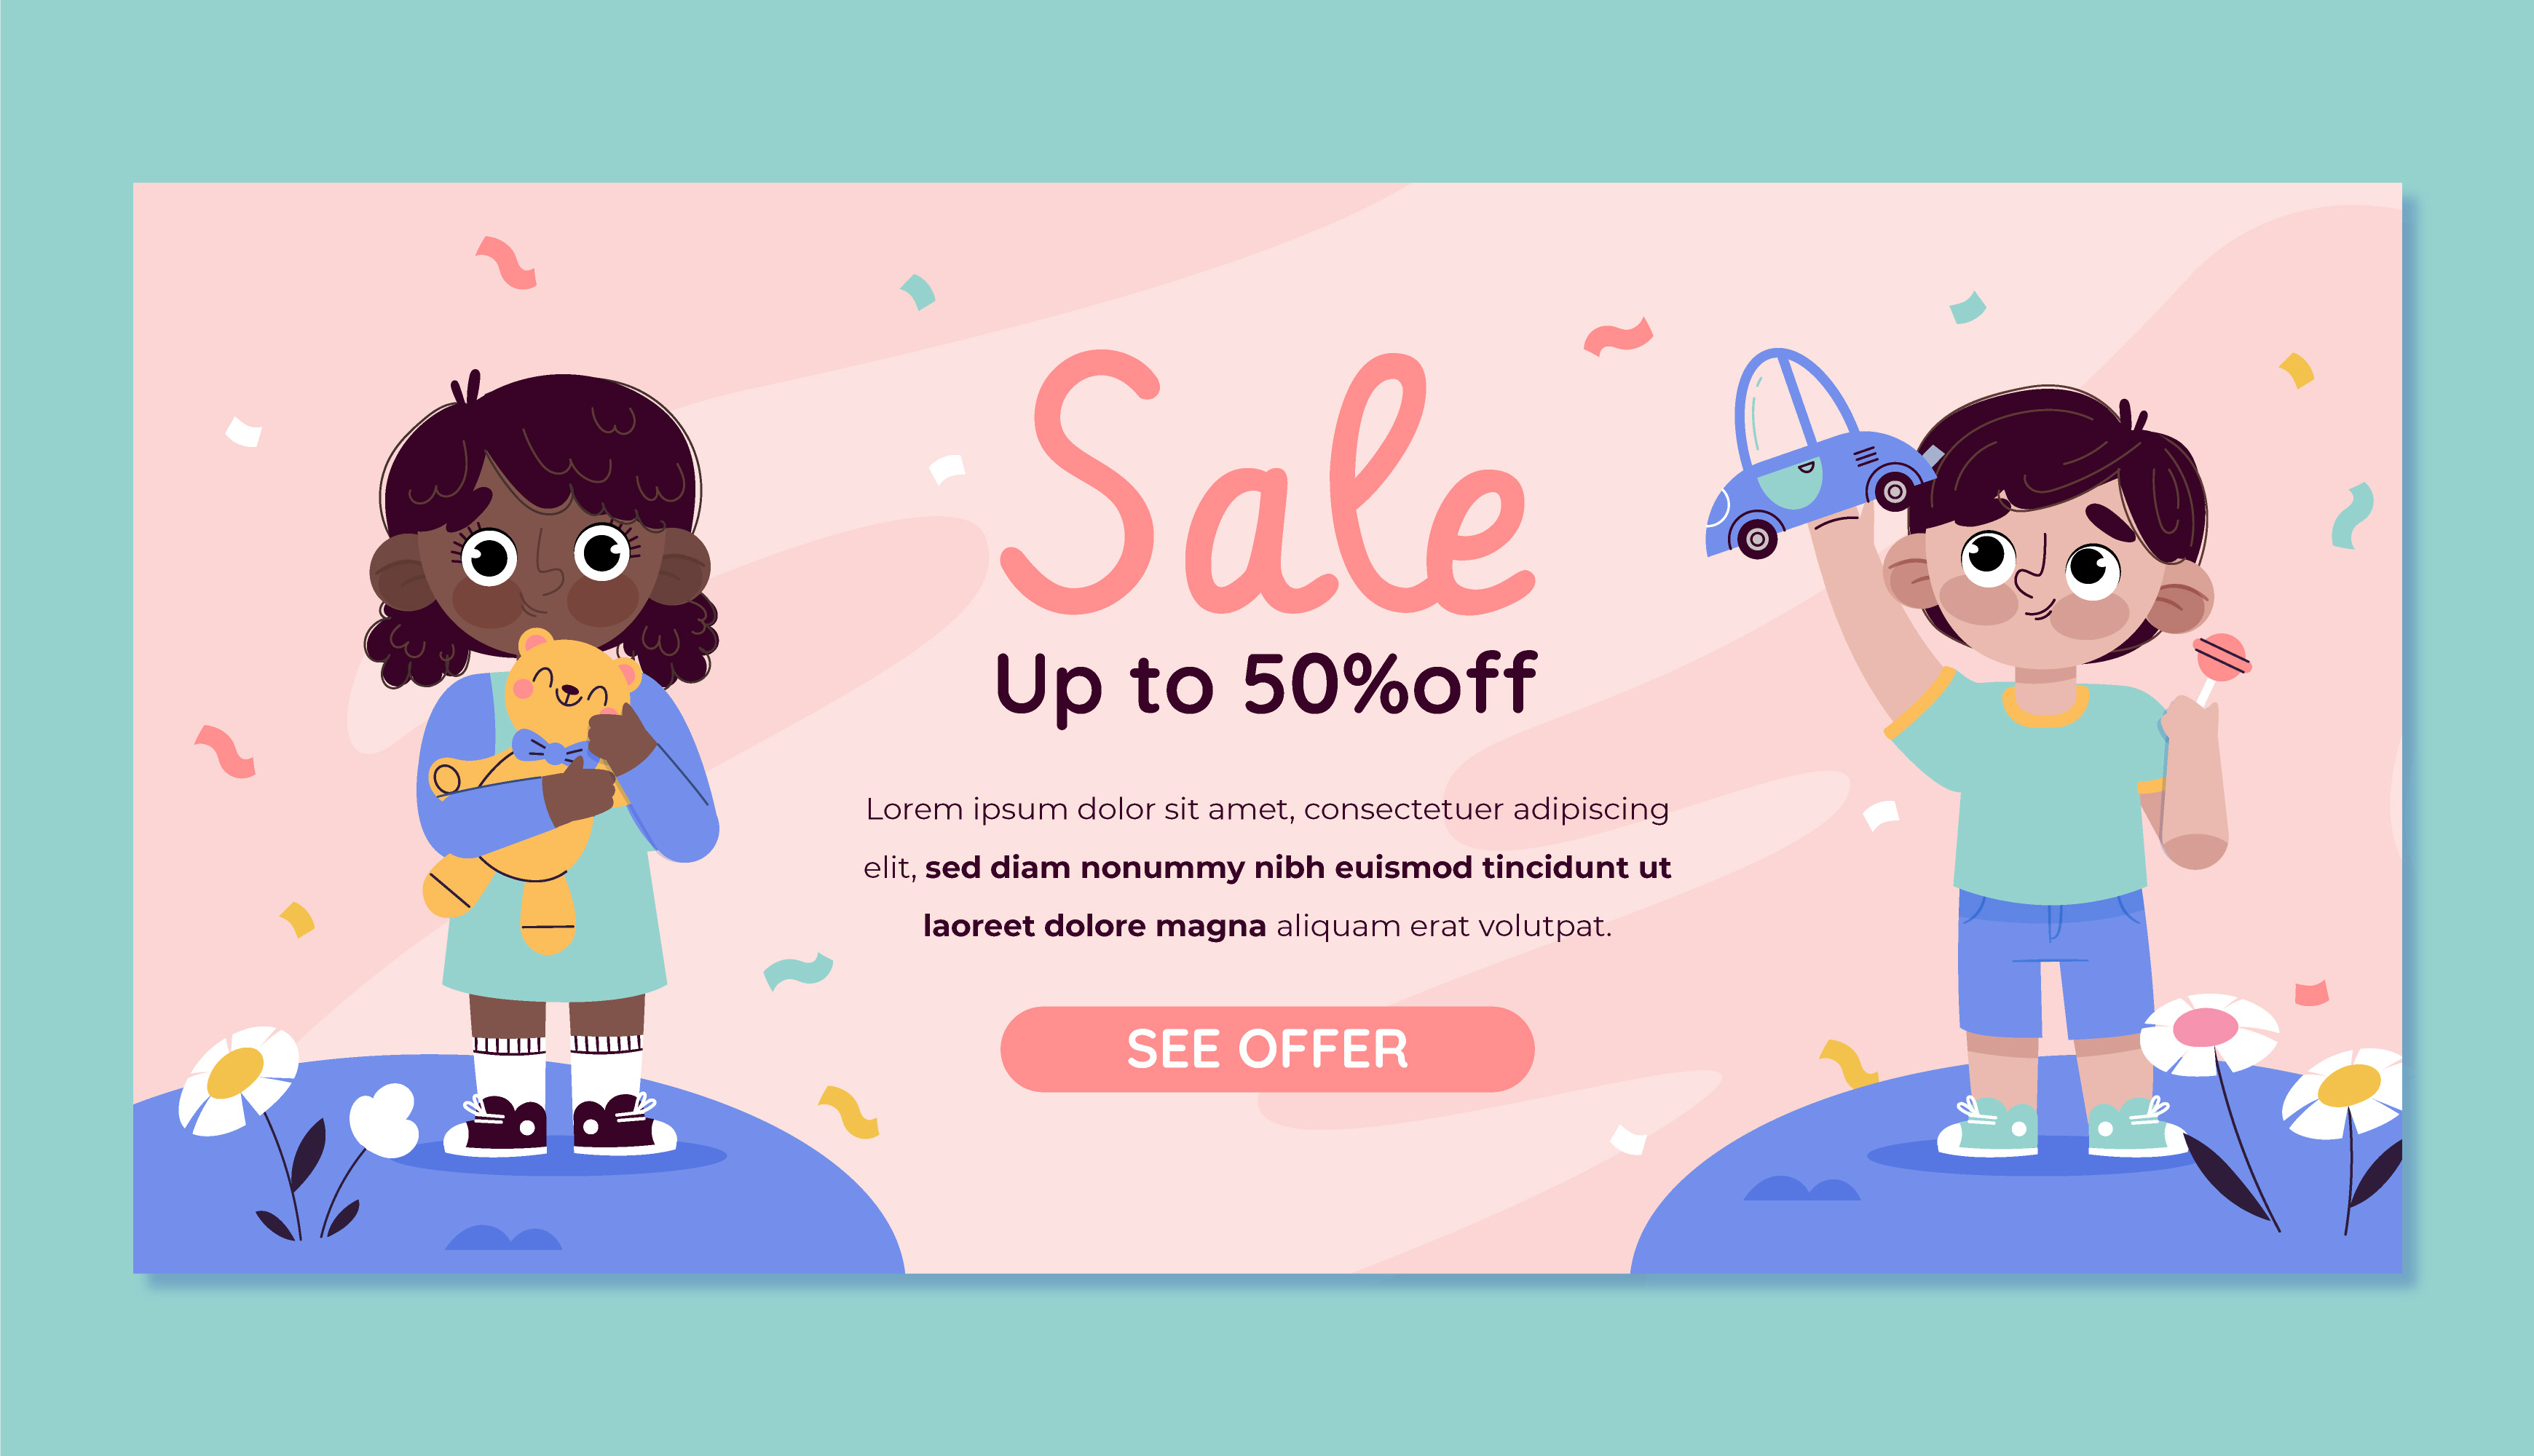 Sale
Up to 50%off
Lorem ipsum dolor sit amet, consectetuer adipiscing
elit, sed diam nonummy nibh euismod tincidunt ut
laoreet dolore magna aliquam erat volutpat.
SEE OFFER